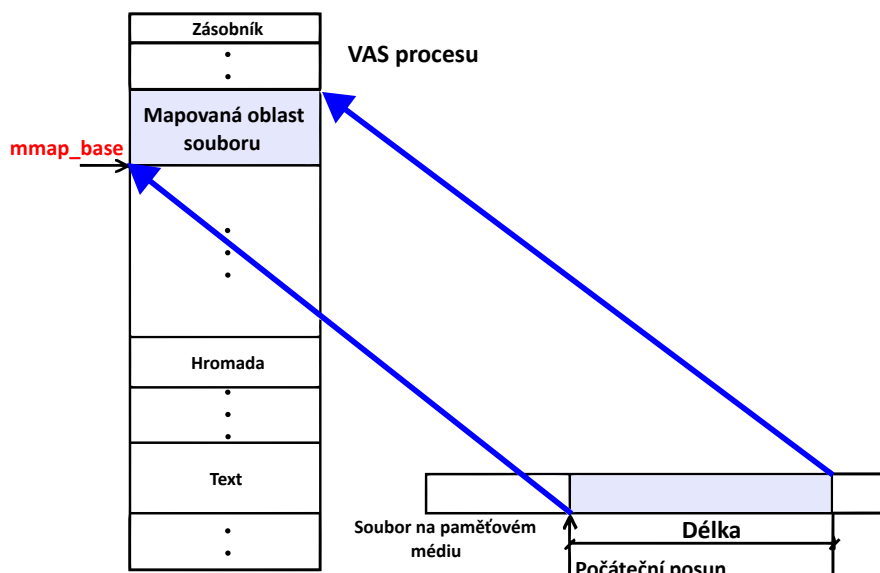 Zásobník
VAS procesu
Mapovaná oblast
souboru
mmap_base
Hromada
Text
Soubor na paměťovém
médiu
Délka
Počáteční posun